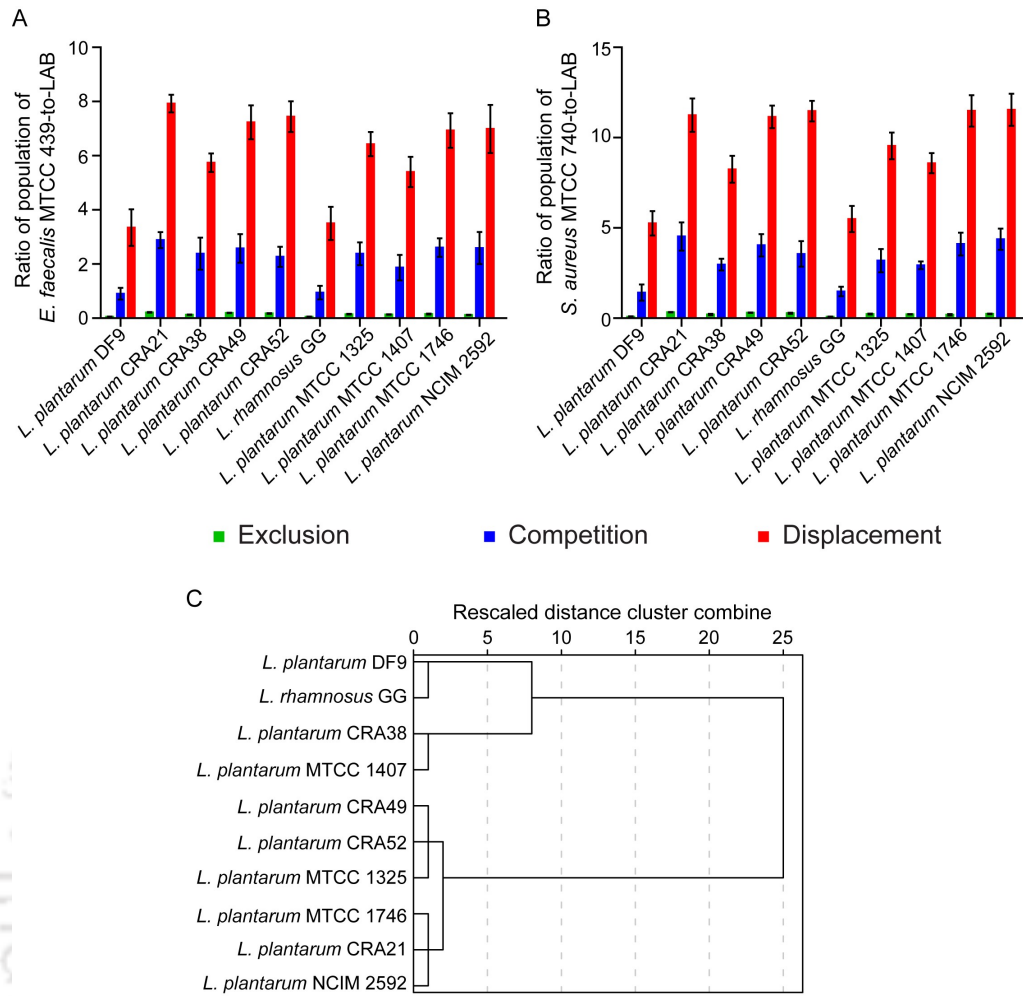 A
Ratio of population of
E. faecalis MTCC 439-to-LAB
10
8
6
4
2
0
L. plantarum DF9
L. plantarum CRA21
L. plantarum CRA38
L. plantarum CRA49
L. plantarum CRA52
L. rhamnosus GG
L. plantarum MTCC 1325
L. plantarum MTCC 1407
L. plantarum MTCC 1746
L. plantarum NCIM 2592
B
Ratio of population of
S. aureus MTCC 740-to-LAB
15
10
5
0
L. plantarum DF9
L. plantarum CRA21
L. plantarum CRA38
L. plantarum CRA49
L. plantarum CRA52
L. rhamnosus GG
L. plantarum MTCC 1325
L. plantarum MTCC 1407
L. plantarum MTCC 1746
L. plantarum NCIM 2592
Exclusion Competition Displacement
C
Rescaled distance cluster combine
0 5 10 15 20 25
L. plantarum DF9
L. rhamnosus GG
L. plantarum CRA38
L. plantarum MTCC 1407
L. plantarum CRA49
L. plantarum CRA52
L. plantarum MTCC 1325
L. plantarum MTCC 1746
L. plantarum CRA21
L. plantarum NCIM 2592